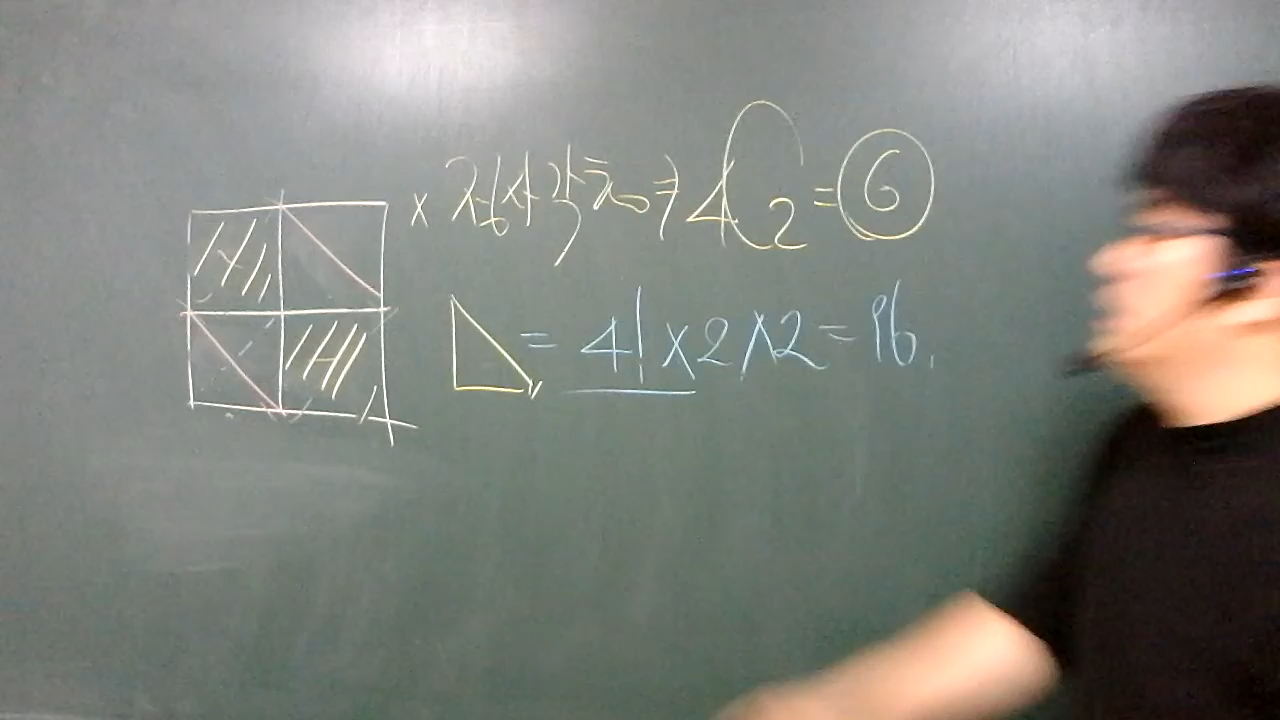 x 정사각형 ⇒ 4C2 = 6
= 4! x 2 x 2 = 96.